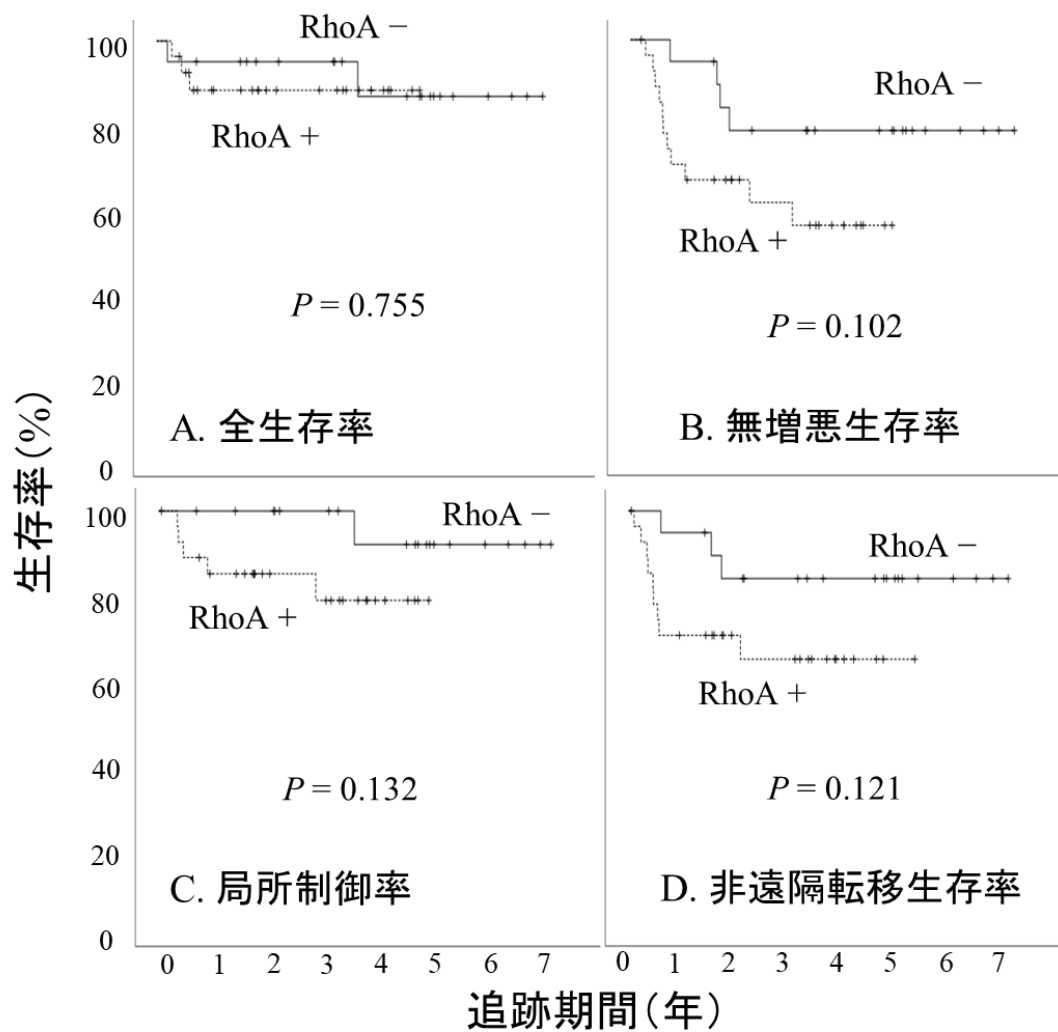 生存率(%)
100
80
60
40
20
0
RhoA −
RhoA +
P = 0.755
A. 全生存率
RhoA −
RhoA +
P = 0.102
B. 無増悪生存率
100
80
60
40
20
0
RhoA −
RhoA +
P = 0.132
C. 局所制御率
RhoA −
RhoA +
P = 0.121
D. 非遠隔転移生存率
0 1 2 3 4 5 6 7
0 1 2 3 4 5 6 7
追跡期間(年)